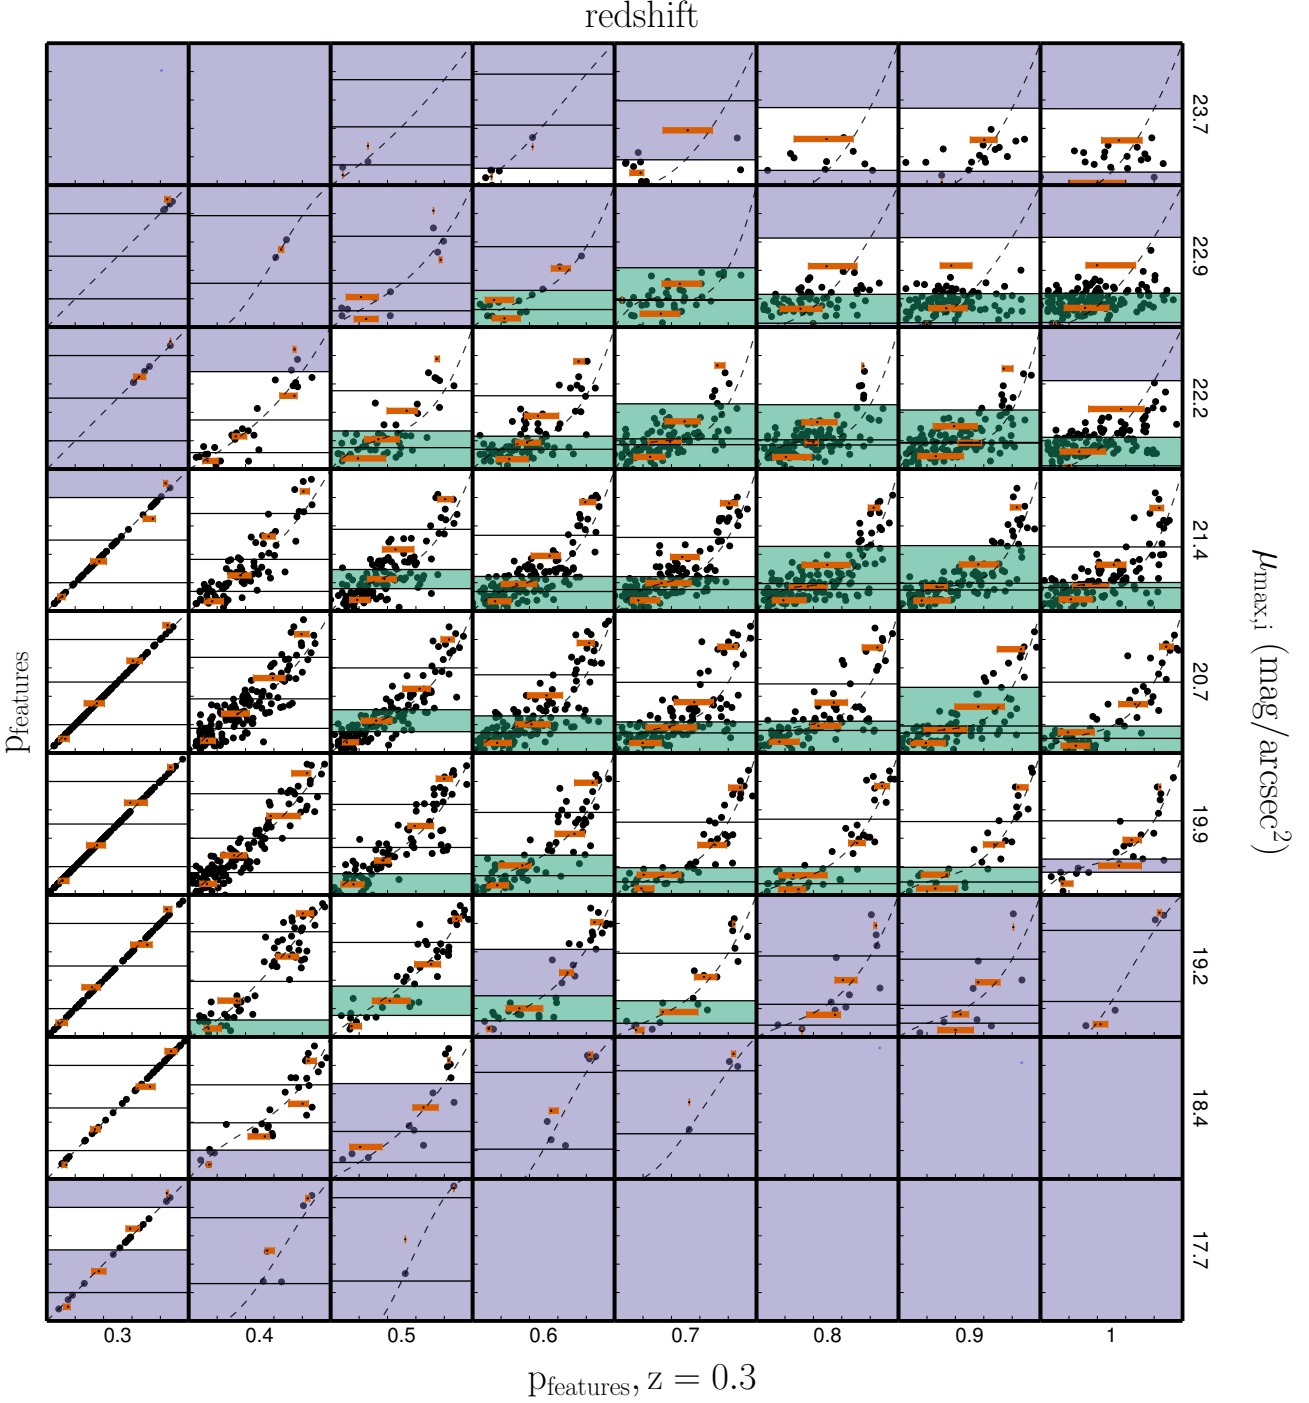 redshift
23.7
22.9
22.2
21.4
20.7
19.9
19.2
18.4
17.7
μmax,i (mag/arcsec²)
pfeatures
0.3 0.4 0.5 0.6 0.7 0.8 0.9 1
pfeatures, z = 0.3